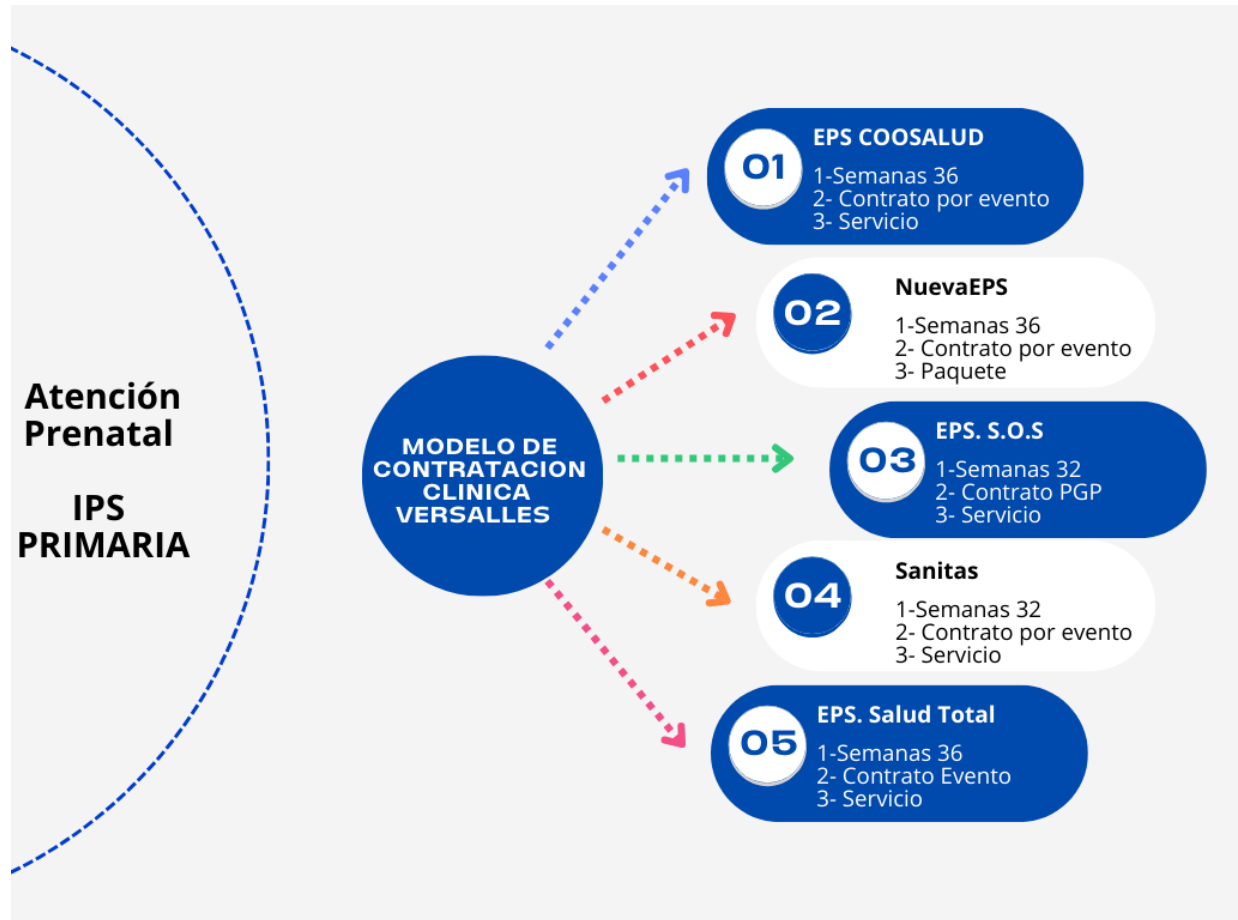 Atención
Prenatal
IPS
PRIMARIA
MODELO DE
CONTRATACION
CLINICA
VERSALLES
01
EPS COOSALUD
1-Semanas 36
2- Contrato por evento
3- Servicio
02
NuevaEPS
1-Semanas 36
2- Contrato por evento
3- Paquete
03
EPS. S.O.S
1-Semanas 32
2- Contrato PGP
3- Servicio
04
Sanitas
1-Semanas 32
2- Contrato por evento
3- Servicio
05
EPS. Salud Total
1-Semanas 36
2- Contrato Evento
3- Servicio